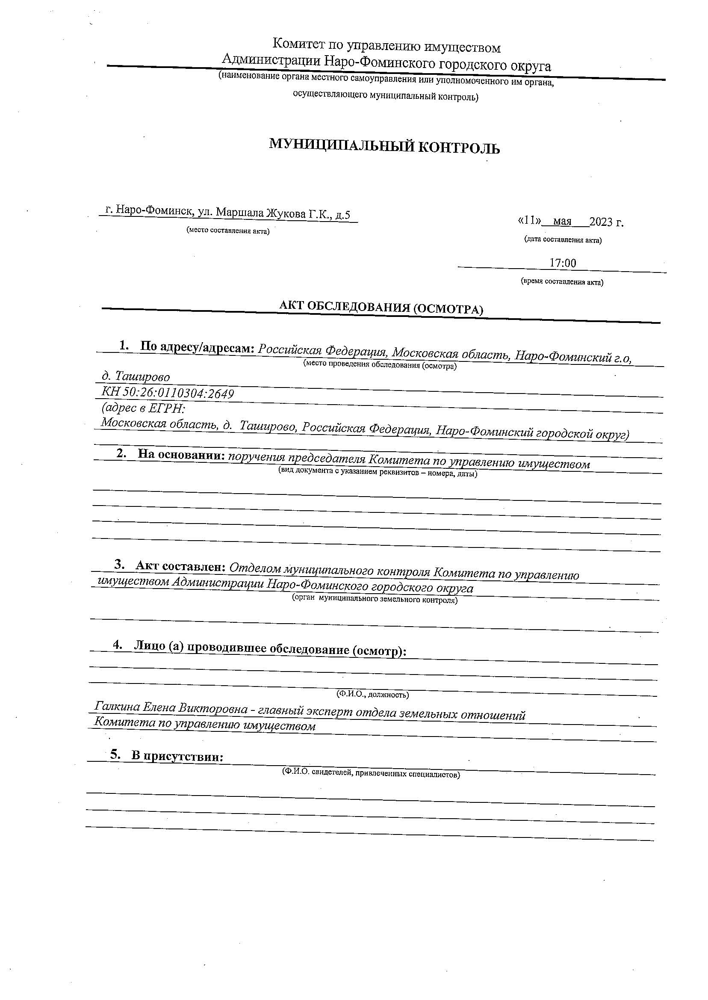 Комитет по управлению имуществом
Администрации Наро-Фоминского городского округа
(наименование органа местного самоуправления или уполномоченного им органа,
осуществляющего муниципальный контроль)
МУНИЦИПАЛЬНЫЙ КОНТРОЛЬ
г. Наро-Фоминск, ул. Маршала Жукова Г.К., д.5
(место составления акта)
«11» мая 2023 г.
(дата составления акта)
17:00
(время составления акта)
АКТ ОБСЛЕДОВАНИЯ (ОСМОТРА)
1. По адресу/адресам: Российская Федерация, Московская область, Наро-Фоминский г.о,
(место проведения обследования (осмотра)
д. Таширово
КН 50:26:0110304:2649
(адрес в ЕГРН:
Московская область, д. Таширово, Российская Федерация, Наро-Фоминский городской округ)
2. На основании: поручения председателя Комитета по управлению имуществом
(вид документа с указанием реквизитов – номера, даты)
3. Акт составлен: Отделом муниципального контроля Комитета по управлению
имуществом Администрации Наро-Фоминского городского округа
(орган муниципального земельного контроля)
4. Лицо (а) проводившее обследование (осмотр):
(Ф.И.О., должность)
Галкина Елена Викторовна - главный эксперт отдела земельных отношений
Комитета по управлению имуществом
5. В присутствии:
(Ф.И.О. свидетелей, привлеченных специалистов)